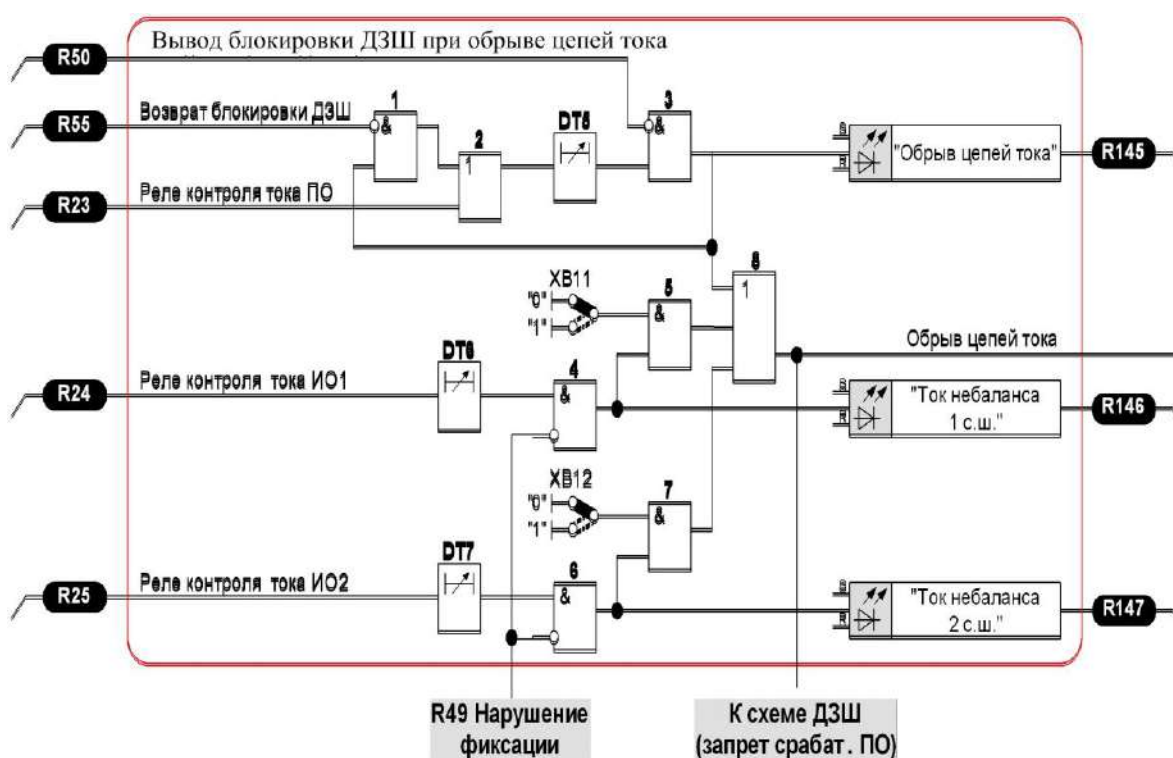 Вывод блокировки ДЗШ при обрыве цепей тока
R50
1
3
R55
Возврат блокировки ДЗШ
&
DT5
&
2
"Обрыв цепей тока"
R145
1
R23
Реле контроля тока ПО
XB11
5
8
"0"
&
1
"1"
DT6
Обрыв цепей тока
4
R24
Реле контроля тока ИО1
&
"Ток небаланса
1 с.ш."
R146
XB12
7
"0"
&
"1"
DT7
6
R25
Реле контроля тока ИО2
&
"Ток небаланса
2 с.ш."
R147
R49 Нарушение
фиксации
К схеме ДЗШ
(запрет срабат. ПО)